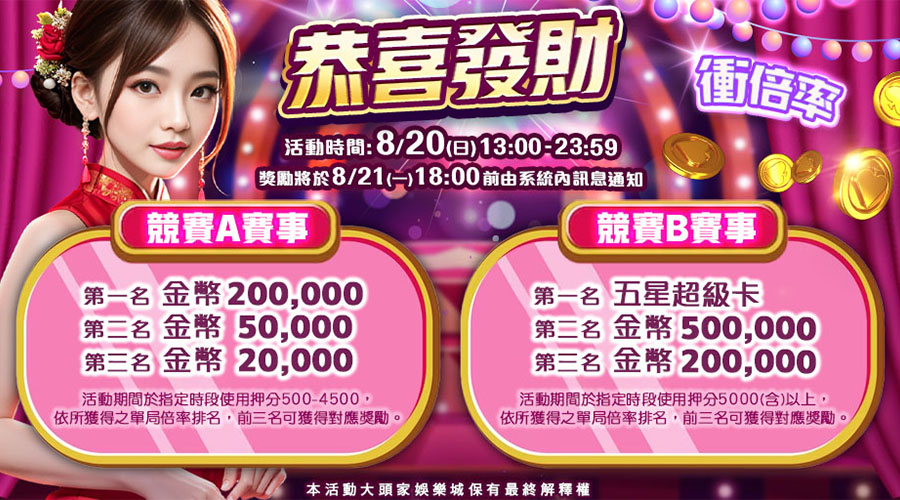 恭喜發財
衝倍率
活動時間:8/20(日)13:00-23:59
獎勵將於8/21(一)18:00前由系統內訊息通知
競賽A賽事
第一名 金幣 200,000
第二名 金幣 50,000
第三名 金幣 20,000
活動期間於指定時段使用押分500-4500，
依所獲得之單局倍率排名，前三名可獲得對應獎勵。
競賽B賽事
第一名 五星超級卡
第二名 金幣 500,000
第三名 金幣 200,000
活動期間於指定時段使用押分5000(含)以上，
依所獲得之單局倍率排名，前三名可獲得對應獎勵。
本活動大頭家娛樂城保有最終解釋權